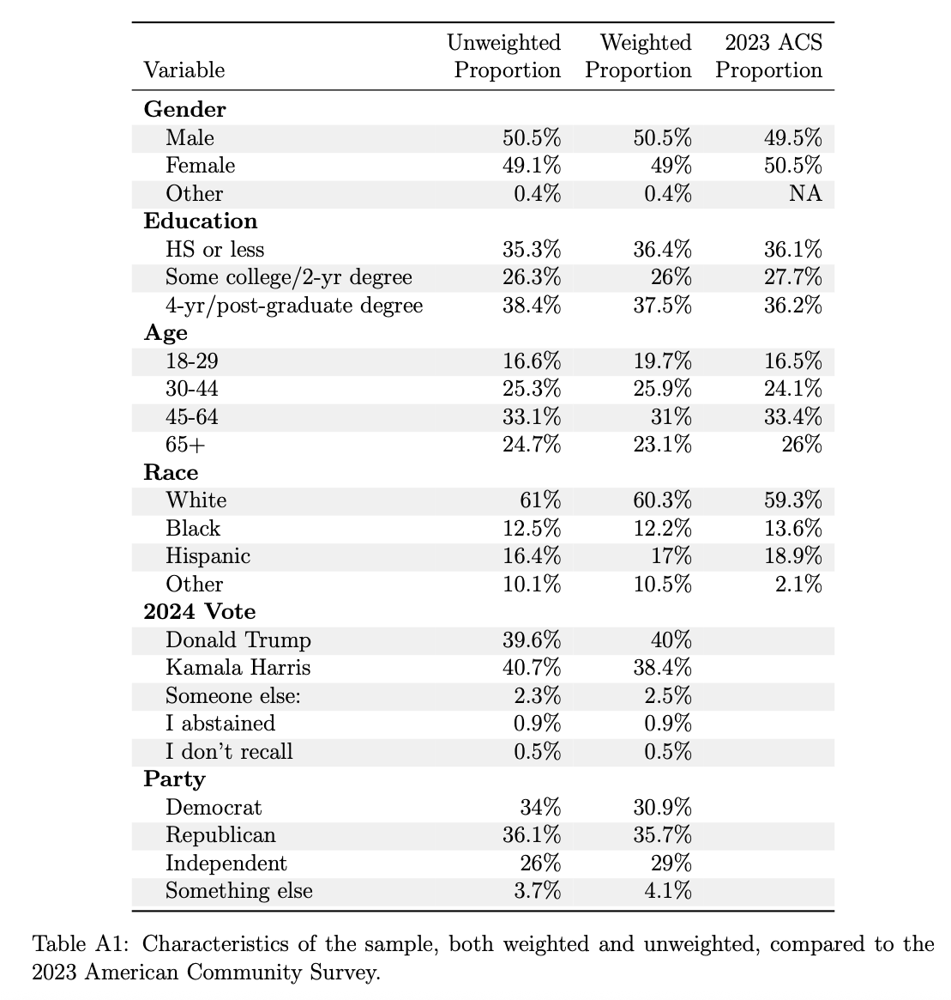 Unweighted Weighted 2023 ACS
Variable Proportion Proportion Proportion
Gender
Male 50.5% 50.5% 49.5%
Female 49.1% 49% 50.5%
Other 0.4% 0.4% NA
Education
HS or less 35.3% 36.4% 36.1%
Some college/2-yr degree 26.3% 26% 27.7%
4-yr/post-graduate degree 38.4% 37.5% 36.2%
Age
18-29 16.6% 19.7% 16.5%
30-44 25.3% 25.9% 24.1%
45-64 33.1% 31% 33.4%
65+ 24.7% 23.1% 26%
Race
White 61% 60.3% 59.3%
Black 12.5% 12.2% 13.6%
Hispanic 16.4% 17% 18.9%
Other 10.1% 10.5% 2.1%
2024 Vote
Donald Trump 39.6% 40%
Kamala Harris 40.7% 38.4%
Someone else: 2.3% 2.5%
I abstained 0.9% 0.9%
I don't recall 0.5% 0.5%
Party
Democrat 34% 30.9%
Republican 36.1% 35.7%
Independent 26% 29%
Something else 3.7% 4.1%
Table A1: Characteristics of the sample, both weighted and unweighted, compared to the
2023 American Community Survey.